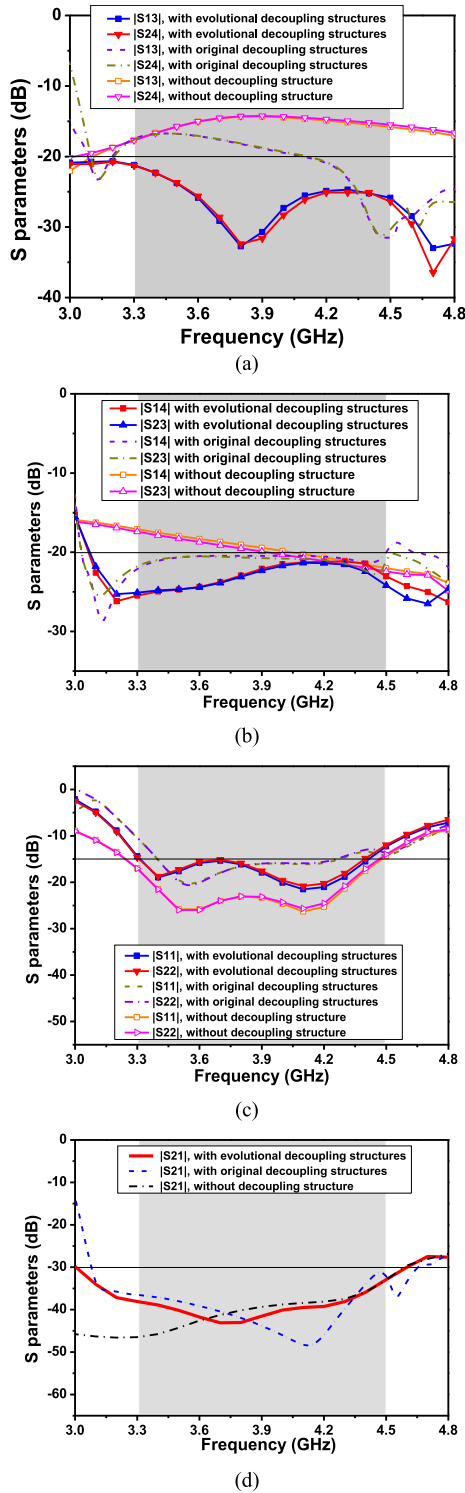 0
-10
-20
-30
-40
S parameters (dB)
|S13|, with evolutional decoupling structures
|S24|, with evolutional decoupling structures
|S13|, with original decoupling structures
|S24|, with original decoupling structures
|S13|, without decoupling structure
|S24|, without decoupling structure
3.0 3.3 3.6 3.9 4.2 4.5 4.8
Frequency (GHz)
(a)
0
-10
-20
-30
S parameters (dB)
|S14| with evolutional decoupling structures
|S23| with evolutional decoupling structures
|S14| with original decoupling structures
|S23| with original decoupling structures
|S14| without decoupling structure
|S23| without decoupling structure
3.0 3.3 3.6 3.9 4.2 4.5 4.8
Frequency (GHz)
(b)
0
-10
-20
-30
-40
-50
S parameters (dB)
|S11|, with evolutional decoupling structures
|S22|, with evolutional decoupling structures
|S11|, with original decoupling structures
|S22|, with original decoupling structures
|S11|, without decoupling structure
|S22|, without decoupling structure
3.0 3.3 3.6 3.9 4.2 4.5 4.8
Frequency (GHz)
(c)
0
-10
-20
-30
-40
-50
-60
S parameters (dB)
|S21|, with evolutional decoupling structures
|S21|, with original decoupling structures
|S21|, without decoupling structure
3.0 3.3 3.6 3.9 4.2 4.5 4.8
Frequency (GHz)
(d)